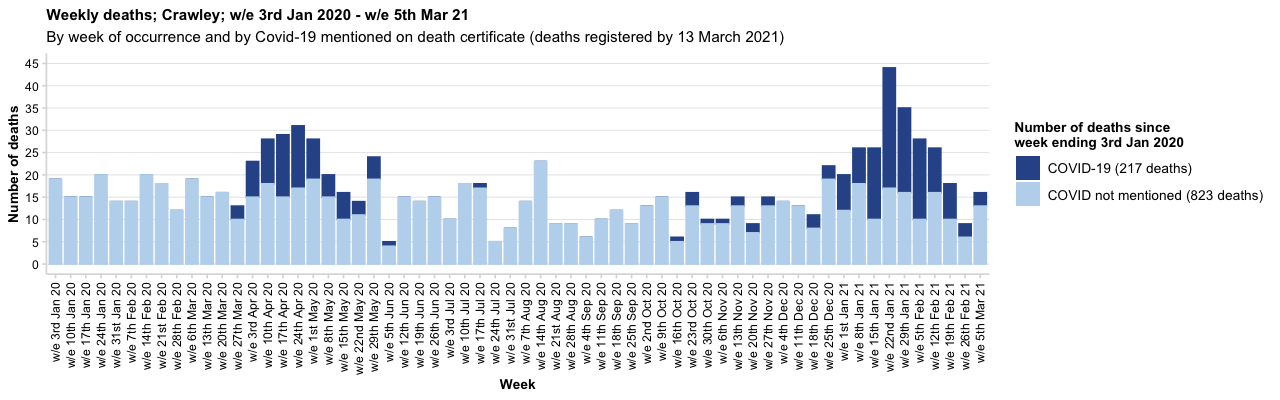 Weekly deaths; Crawley; w/e 3rd Jan 2020 - w/e 5th Mar 21
By week of occurrence and by Covid-19 mentioned on death certificate (deaths registered by 13 March 2021)
Number of deaths
45
40
35
30
25
20
15
10
5
0
w/e 3rd Jan 20
w/e 10th Jan 20
w/e 17th Jan 20
w/e 24th Jan 20
w/e 31st Jan 20
w/e 7th Feb 20
w/e 14th Feb 20
w/e 21st Feb 20
w/e 28th Feb 20
w/e 6th Mar 20
w/e 13th Mar 20
w/e 20th Mar 20
w/e 27th Mar 20
w/e 3rd Apr 20
w/e 10th Apr 20
w/e 17th Apr 20
w/e 24th Apr 20
w/e 1st May 20
w/e 8th May 20
w/e 15th May 20
w/e 22nd May 20
w/e 29th May 20
w/e 5th Jun 20
w/e 12th Jun 20
w/e 19th Jun 20
w/e 26th Jun 20
w/e 3rd Jul 20
w/e 10th Jul 20
w/e 17th Jul 20
w/e 24th Jul 20
w/e 31st Jul 20
w/e 7th Aug 20
w/e 14th Aug 20
w/e 21st Aug 20
w/e 28th Aug 20
w/e 4th Sep 20
w/e 11th Sep 20
w/e 18th Sep 20
w/e 25th Sep 20
w/e 2nd Oct 20
w/e 9th Oct 20
w/e 16th Oct 20
w/e 23rd Oct 20
w/e 30th Oct 20
w/e 6th Nov 20
w/e 13th Nov 20
w/e 20th Nov 20
w/e 27th Nov 20
w/e 4th Dec 20
w/e 11th Dec 20
w/e 18th Dec 20
w/e 25th Dec 20
w/e 1st Jan 21
w/e 8th Jan 21
w/e 15th Jan 21
w/e 22nd Jan 21
w/e 29th Jan 21
w/e 5th Feb 21
w/e 12th Feb 21
w/e 19th Feb 21
w/e 26th Feb 21
w/e 5th Mar 21
Week
Number of deaths since
week ending 3rd Jan 2020
COVID-19 (217 deaths)
COVID not mentioned (823 deaths)